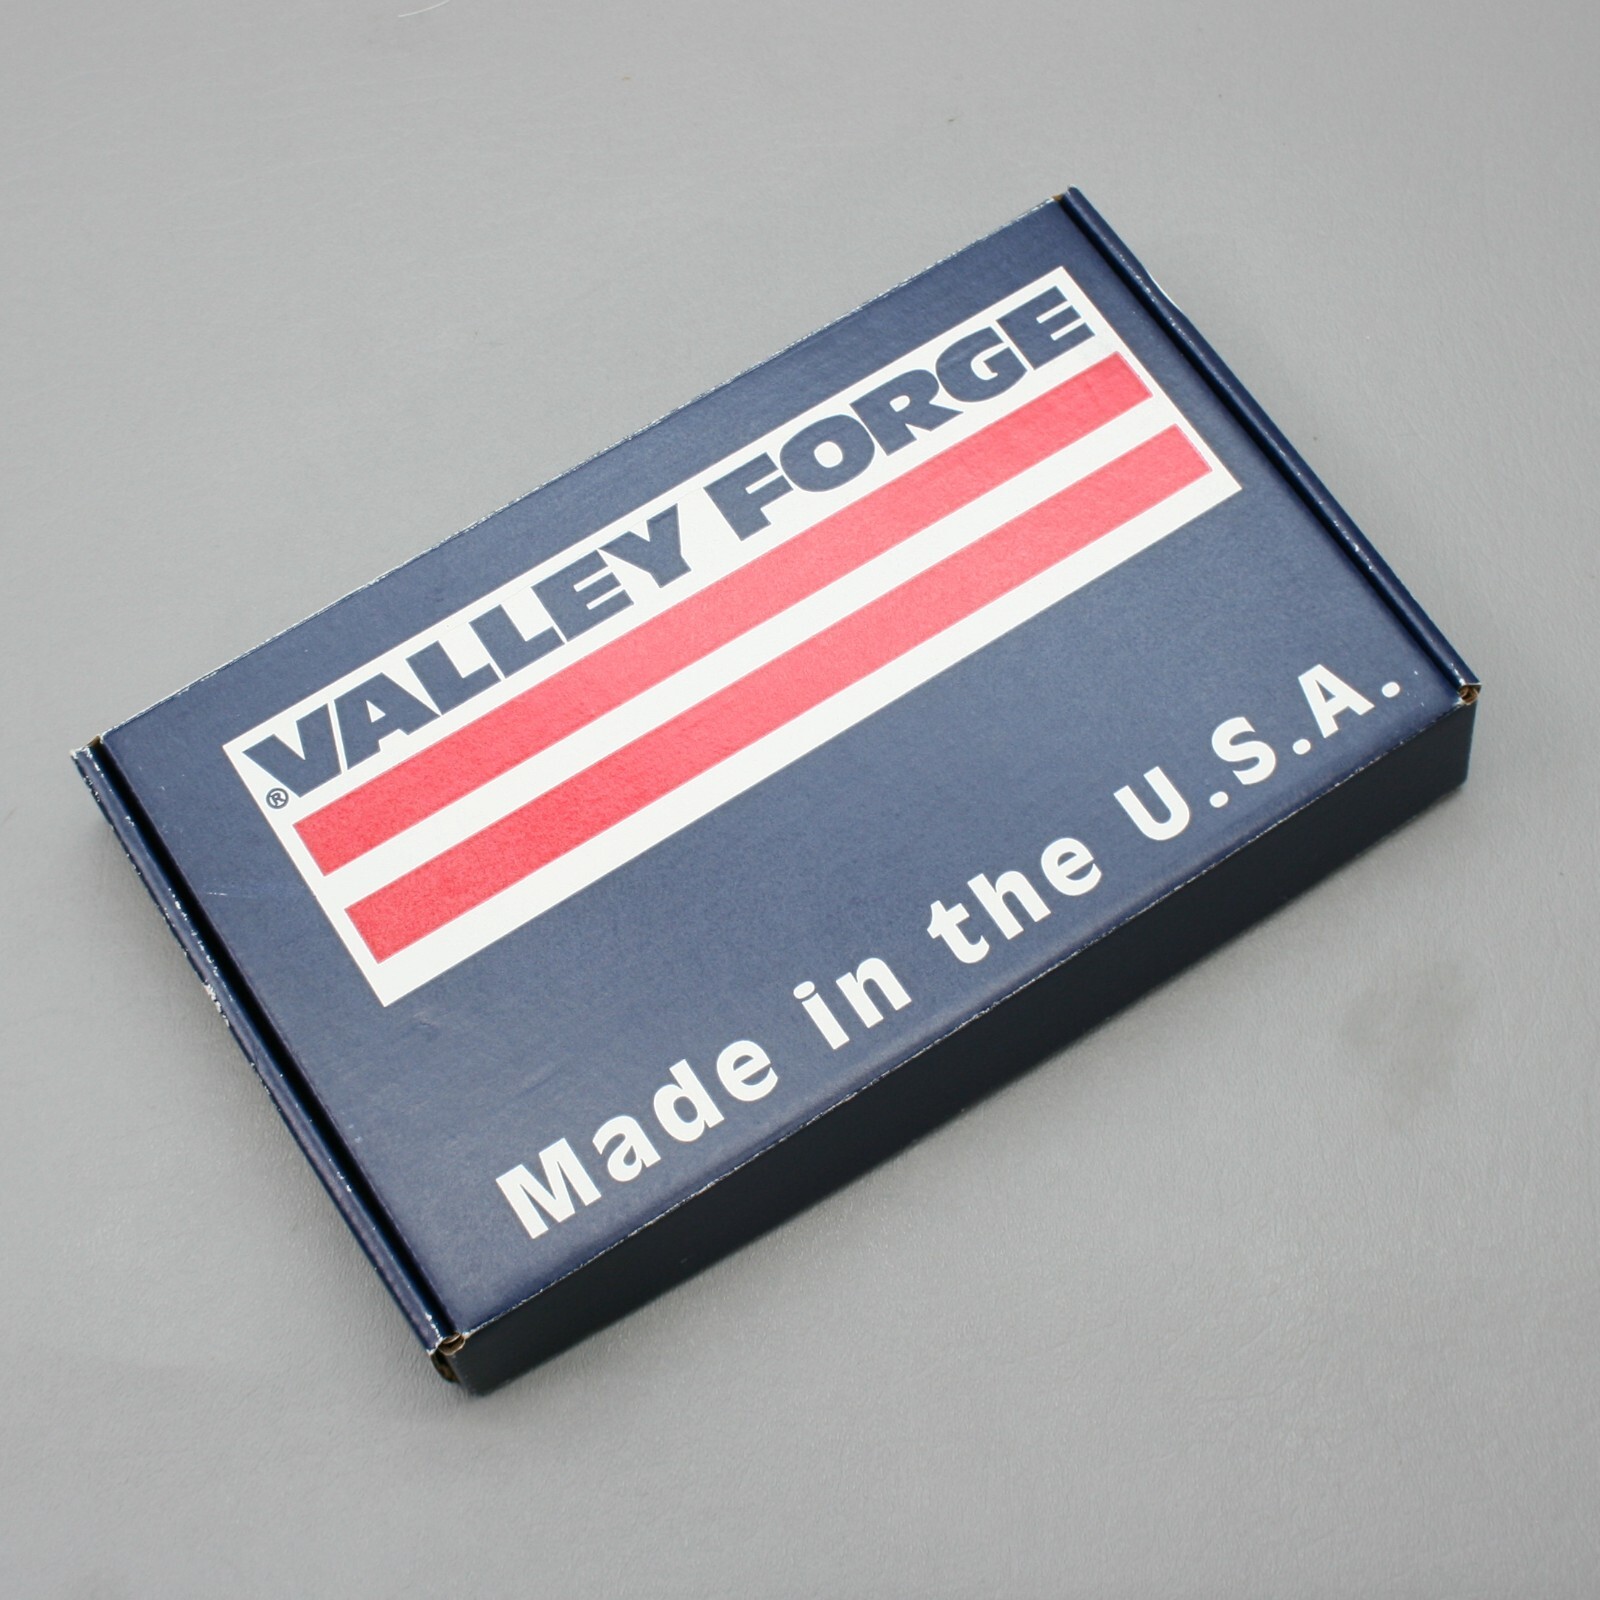 VALLEY FORGE
®
Made in the U.S.A.